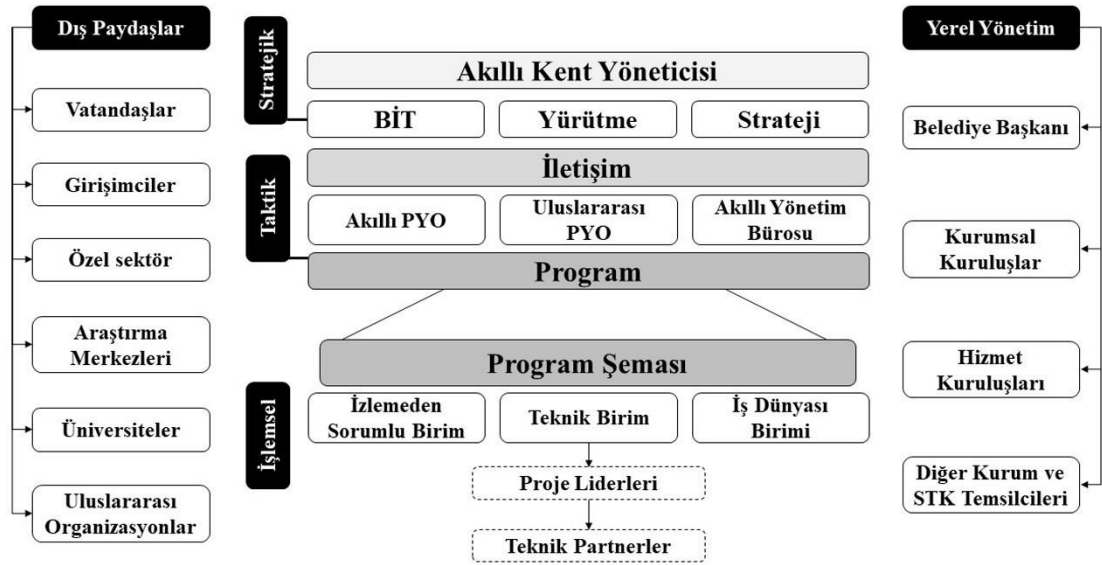 Dış Paydaşlar
Vatandaşlar
Girişimciler
Özel sektör
Araştırma
Merkezleri
Üniversiteler
Uluslararası
Organizasyonlar
Stratejik
Akıllı Kent Yöneticisi
BİT
Yürütme
Strateji
Taktik
İletişim
Akıllı PYO
Uluslararası
PYO
Akıllı Yönetim
Bürosu
Program
İşlemsel
Program Şeması
İzlemeden
Sorumlu Birim
Teknik Birim
İş Dünyası
Birimi
Proje Liderleri
Teknik Partnerler
Yerel Yönetim
Belediye Başkanı
Kurumsal
Kuruluşlar
Hizmet
Kuruluşları
Diğer Kurum ve
STK Temsilcileri